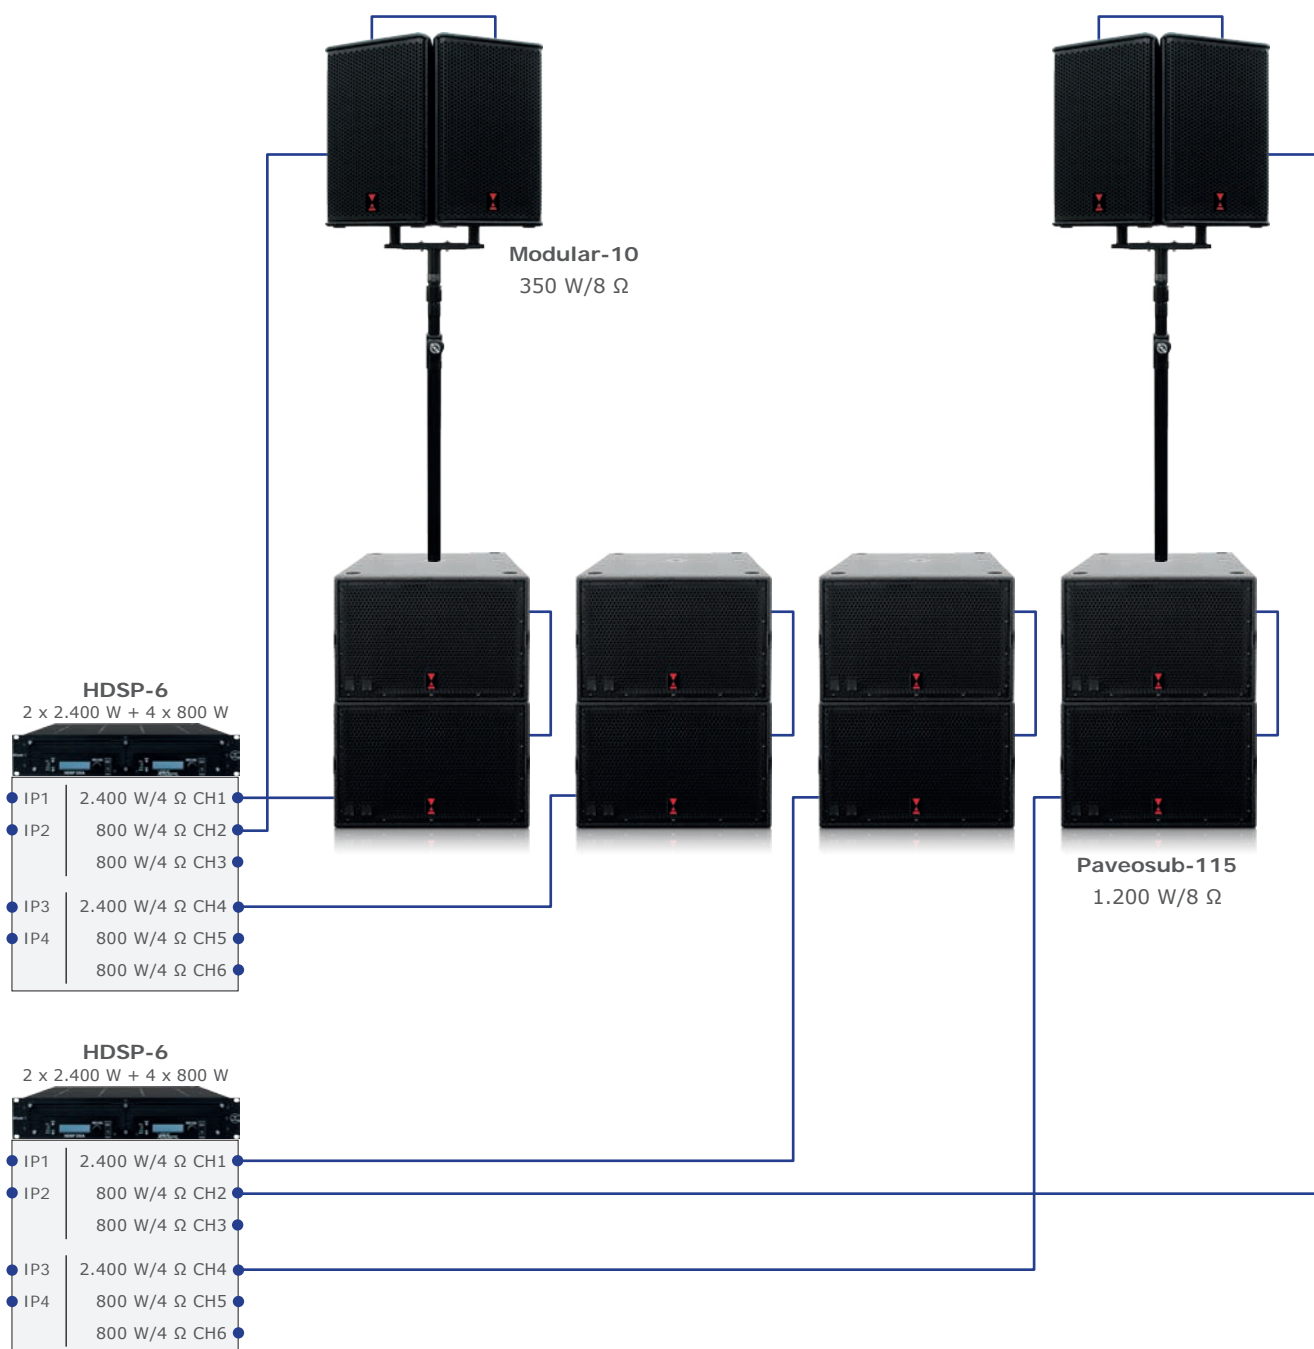 Modular-10
350 W/8 Ω
HDSP-6
2 x 2.400 W + 4 x 800 W
IP1 2.400 W/4 Ω CH1
IP2 800 W/4 Ω CH2
800 W/4 Ω CH3
IP3 2.400 W/4 Ω CH4
IP4 800 W/4 Ω CH5
800 W/4 Ω CH6
Paveosub-115
1.200 W/8 Ω
HDSP-6
2 x 2.400 W + 4 x 800 W
IP1 2.400 W/4 Ω CH1
IP2 800 W/4 Ω CH2
800 W/4 Ω CH3
IP3 2.400 W/4 Ω CH4
IP4 800 W/4 Ω CH5
800 W/4 Ω CH6